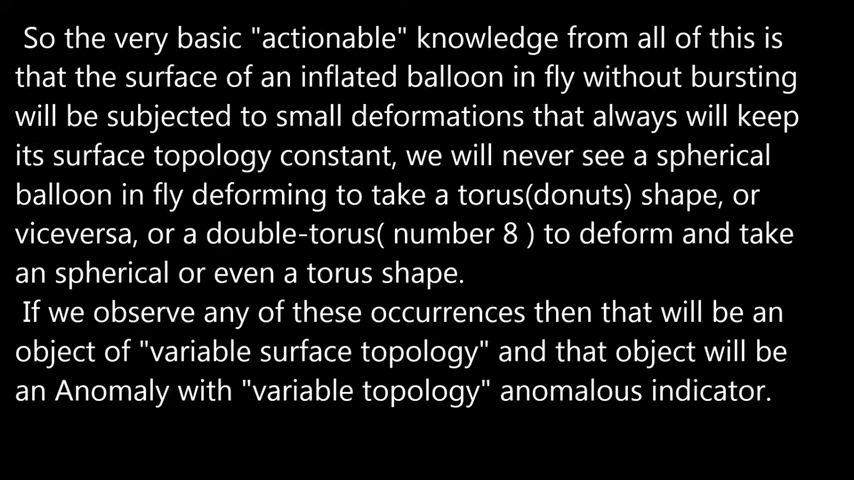 So the very basic "actionable" knowledge from all of this is
that the surface of an inflated balloon in fly without bursting
will be subjected to small deformations that always will keep
its surface topology constant, we will never see a spherical
balloon in fly deforming to take a torus(donuts) shape, or
viceversa, or a double-torus( number 8 ) to deform and take
an spherical or even a torus shape.
If we observe any of these occurrences then that will be an
object of "variable surface topology" and that object will be
an Anomaly with "variable topology" anomalous indicator.